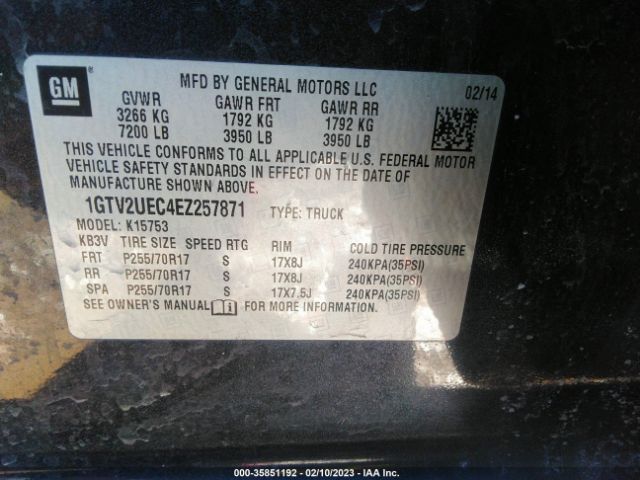 GM
MFD BY GENERAL MOTORS LLC
02/14
GVWR GAWR FRT GAWR RR
3266 KG 1792 KG 1792 KG
7200 LB 3950 LB 3950 LB
THIS VEHICLE CONFORMS TO ALL APPLICABLE U.S. FEDERAL MOTOR
VEHICLE SAFETY STANDARDS IN EFFECT ON THE DATE OF
MANUFACTURE SHOWN ABOVE.
1GTV2UEC4EZ257871 TYPE: TRUCK
MODEL: K15753
KB3V TIRE SIZE SPEED RTG RIM COLD TIRE PRESSURE
FRT P255/70R17 S 17X8J 240KPA(35PSI)
RR P255/70R17 S 17X8J 240KPA(35PSI)
SPA P255/70R17 S 17X7.5J 240KPA(35PSI)
SEE OWNER'S MANUAL FOR MORE INFORMATION.
000-35851192 - 02/10/2023 - IAA Inc.